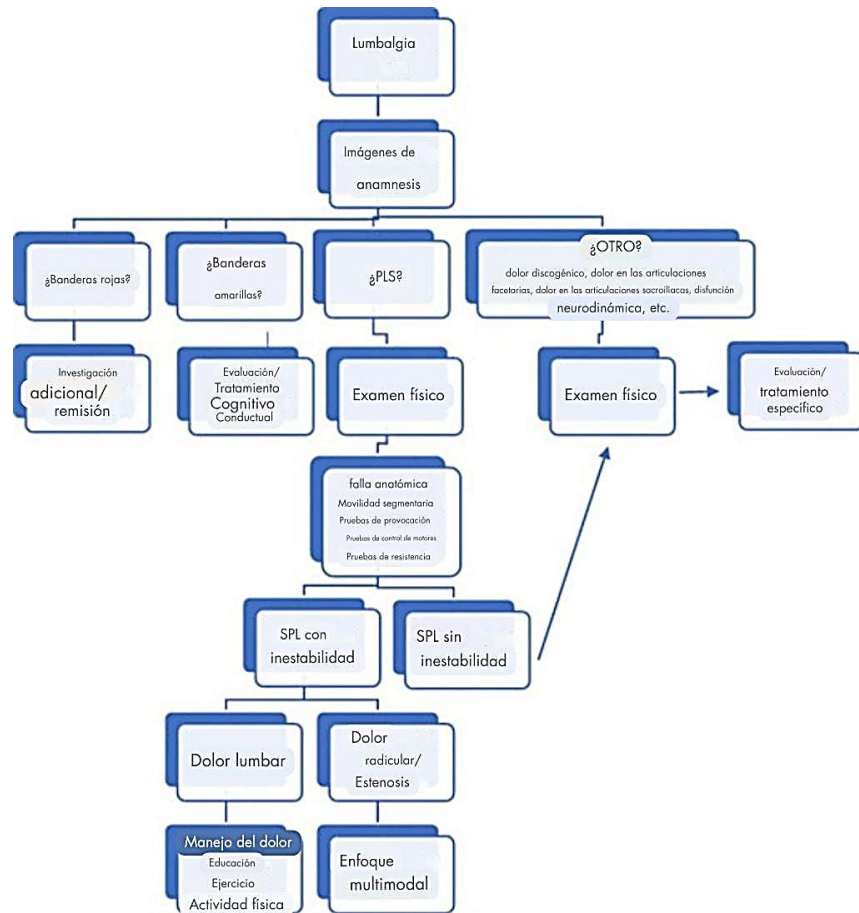 Lumbalgia
Imágenes de
anamnesis
¿Banderas rojas?
¿Banderas
amarillas?
¿PLS?
¿OTRO?
dolor discogénico, dolor en las articulaciones
facetarias, dolor en las articulaciones sacroilíacas, disfunción
neurodinámica, etc.
Investigación
adicional/
remisión
Evaluación/
Tratamiento
Cognitivo
Conductual
Examen físico
Examen físico
Evaluación/
tratamiento
específico
falla anatómica
Movilidad segmentaria
Pruebas de provocación
Pruebas de control de motores
Pruebas de resistencia
SPL con
inestabilidad
SPL sin
inestabilidad
Dolor lumbar
Dolor
radicular/
Estenosis
Manejo del dolor
Educación
Ejercicio
Actividad física
Enfoque
multimodal